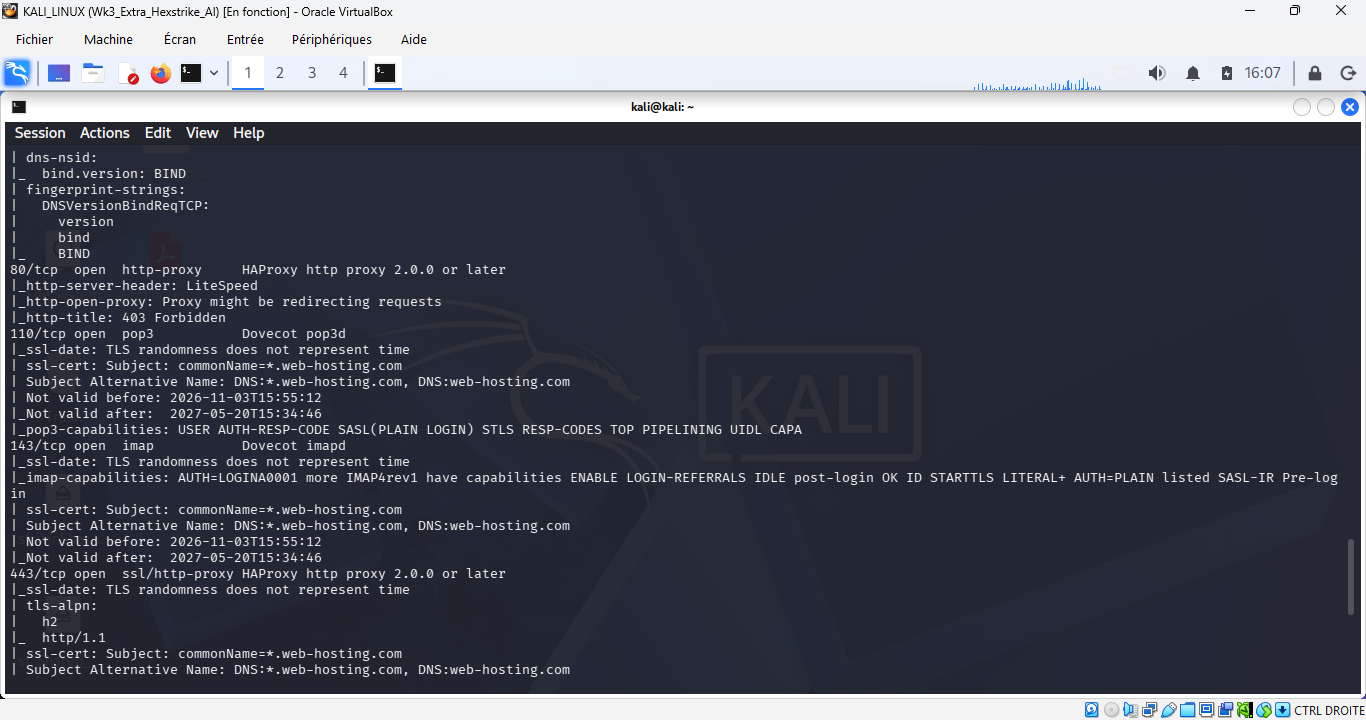 KALI_LINUX (Wk3_Extra_Hexstrike_AI) [En fonction] - Oracle VirtualBox
Fichier Machine Écran Entrée Périphériques Aide
1 2 3 4 16:07
kali@kali: ~
Session Actions Edit View Help
| dns-nsid:
|_  bind.version: BIND
| fingerprint-strings:
|   DNSVersionBindReqTCP:
|     version
|     bind
|_    BIND
80/tcp  open  http-proxy     HAProxy http proxy 2.0.0 or later
|_http-server-header: LiteSpeed
|_http-open-proxy: Proxy might be redirecting requests
|_http-title: 403 Forbidden
110/tcp open  pop3           Dovecot pop3d
|_ssl-date: TLS randomness does not represent time
| ssl-cert: Subject: commonName=*.web-hosting.com
| Subject Alternative Name: DNS:*.web-hosting.com, DNS:web-hosting.com
| Not valid before: 2026-11-03T15:55:12
|_Not valid after:  2027-05-20T15:34:46
|_pop3-capabilities: USER AUTH-RESP-CODE SASL(PLAIN LOGIN) STLS RESP-CODES TOP PIPELINING UIDL CAPA
143/tcp open  imap           Dovecot imapd
|_ssl-date: TLS randomness does not represent time
|_imap-capabilities: AUTH=LOGINA0001 more IMAP4rev1 have capabilities ENABLE LOGIN-REFERRALS IDLE post-login OK ID STARTTLS LITERAL+ AUTH=PLAIN listed SASL-IR Pre-log
in
| ssl-cert: Subject: commonName=*.web-hosting.com
| Subject Alternative Name: DNS:*.web-hosting.com, DNS:web-hosting.com
| Not valid before: 2026-11-03T15:55:12
|_Not valid after:  2027-05-20T15:34:46
443/tcp open  ssl/http-proxy HAProxy http proxy 2.0.0 or later
|_ssl-date: TLS randomness does not represent time
| tls-alpn:
|   h2
|_  http/1.1
| ssl-cert: Subject: commonName=*.web-hosting.com
| Subject Alternative Name: DNS:*.web-hosting.com, DNS:web-hosting.com
KALI
CTRL DROITE